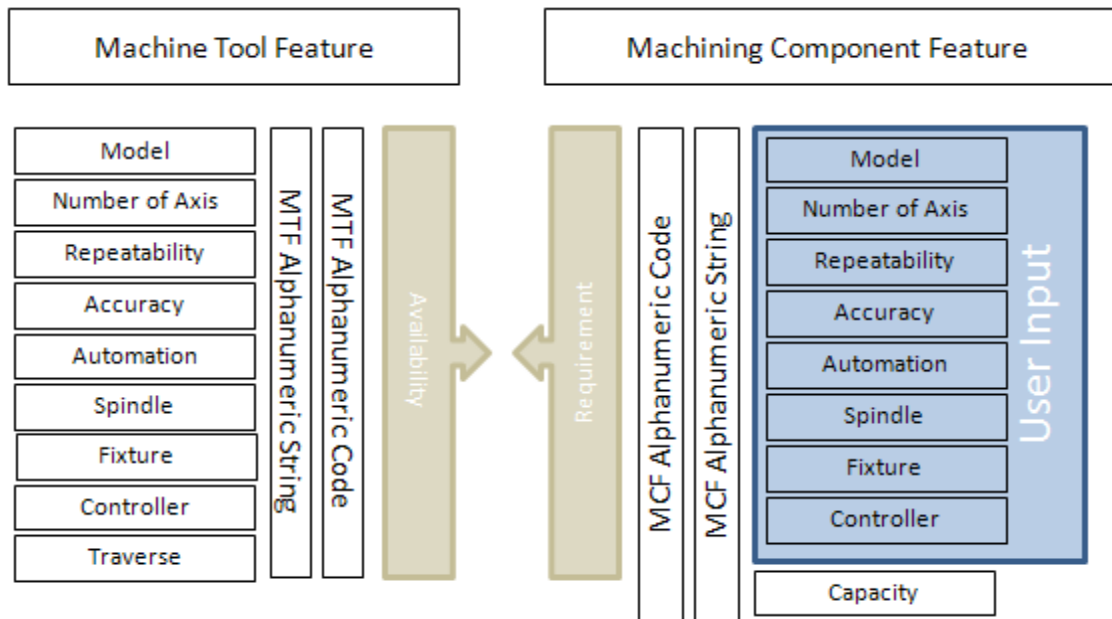 Machine Tool Feature
Machining Component Feature
Model
Number of Axis
Repeatability
Accuracy
Automation
Spindle
Fixture
Controller
Traverse
MTF Alphanumeric String
MTF Alphanumeric Code
Availability
Requirement
MCF Alphanumeric Code
MCF Alphanumeric String
Model
Number of Axis
Repeatability
Accuracy
Automation
Spindle
Fixture
Controller
User Input
Capacity